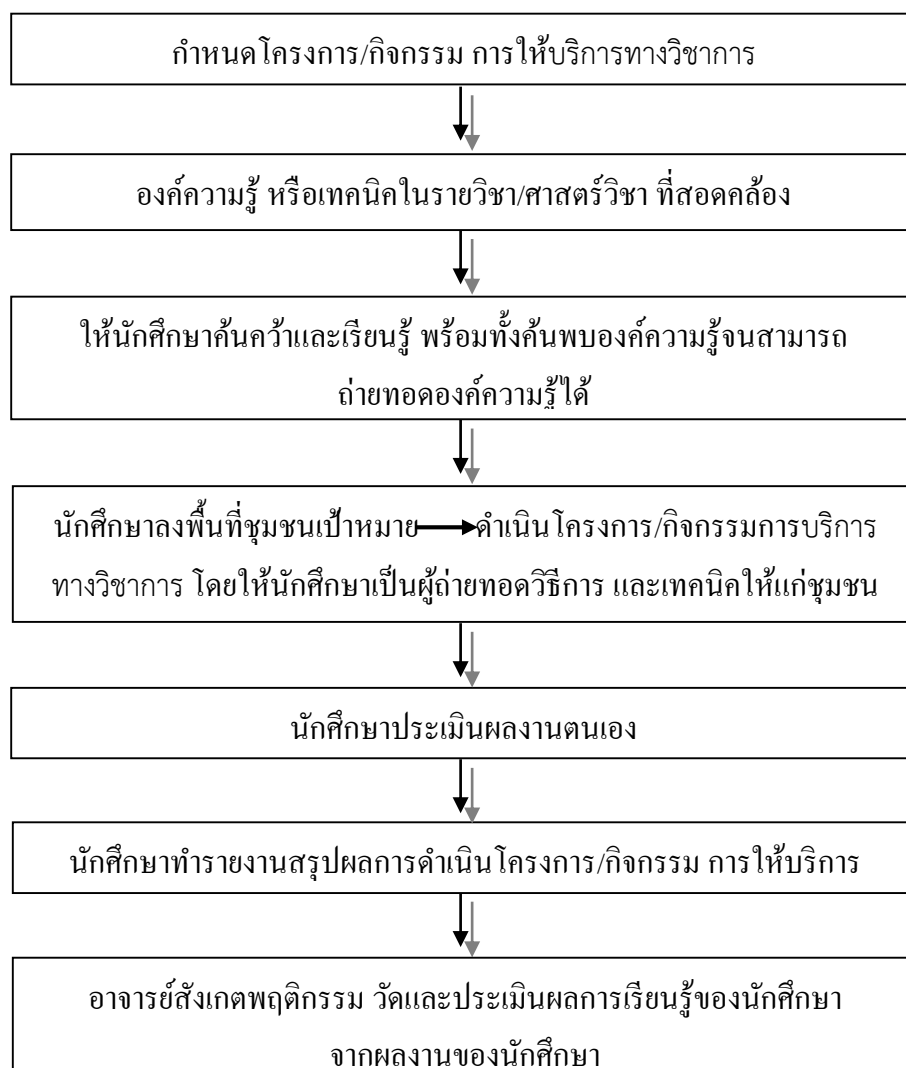 กำหนดโครงการ/กิจกรรม การให้บริการทางวิชาการ
องค์ความรู้ หรือเทคนิคในรายวิชา/ศาสตร์วิชา ที่สอดคล้อง
ให้นักศึกษาค้นคว้าและเรียนรู้ พร้อมทั้งค้นพบองค์ความรู้จนสามารถ
ถ่ายทอดองค์ความรู้ได้
นักศึกษาลงพื้นที่ชุมชนเป้าหมาย ดำเนินโครงการ/กิจกรรมการบริการ
ทางวิชาการ โดยให้นักศึกษาเป็นผู้ถ่ายทอดวิธีการ และเทคนิคให้แก่ชุมชน
นักศึกษาประเมินผลงานตนเอง
นักศึกษาทำรายงานสรุปผลการดำเนินโครงการ/กิจกรรม การให้บริการ
อาจารย์สังเกตพฤติกรรม วัดและประเมินผลการเรียนรู้ของนักศึกษา
จากผลงานของนักศึกษา